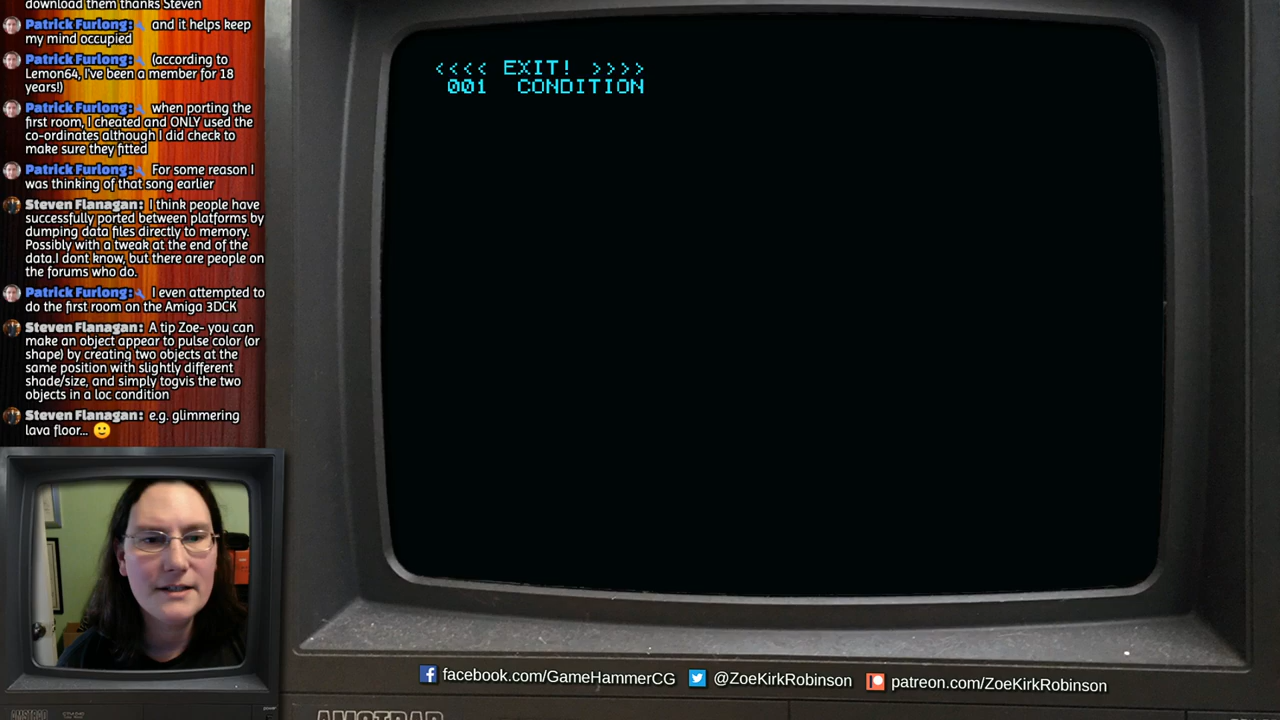 download them thanks Steven
Patrick Furlong: and it helps keep
my mind occupied
Patrick Furlong: (according to
Lemon64, I've been a member for 18
years!)
Patrick Furlong: when porting the
first room, I cheated and ONLY used the
co-ordinates although I did check to
make sure they fitted
Patrick Furlong: For some reason I
was thinking of that song earlier
Steven Flanagan: I think people have
successfully ported between platforms by
dumping data files directly to memory.
Possibly with a tweak at the end of the
data.I dont know, but there are people on
the forums who do.
Patrick Furlong: I even attempted to
do the first room on the Amiga 3DCK
Steven Flanagan: A tip Zoe- you can
make an object appear to pulse color (or
shape) by creating two objects at the
same position with slightly different
shade/size, and simply togvis the two
objects in a loc condition
Steven Flanagan: e.g. glimmering
lava floor... 🙂
<<<< EXIT! >>>>
001 CONDITION
facebook.com/GameHammerCG
@ZoeKirkRobinson
patreon.com/ZoeKirkRobinson
AMSTRAD